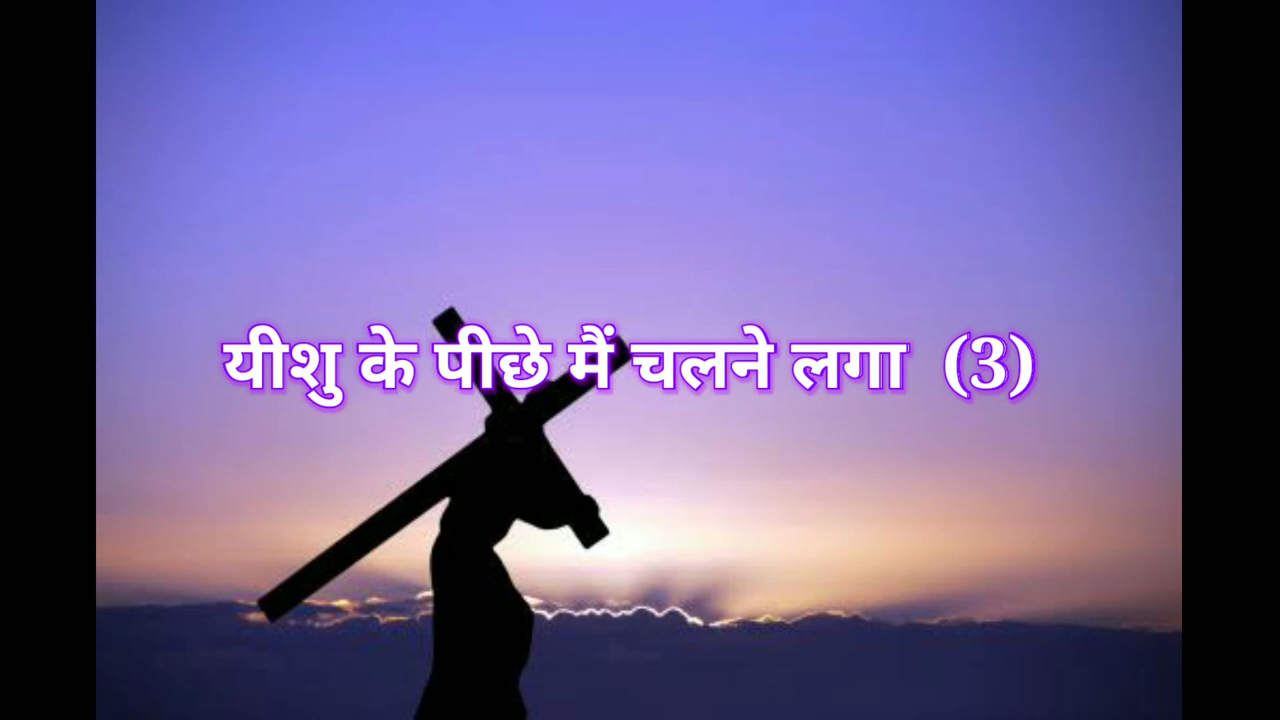 यीशु के पीछे मैं चलने लगा (3)